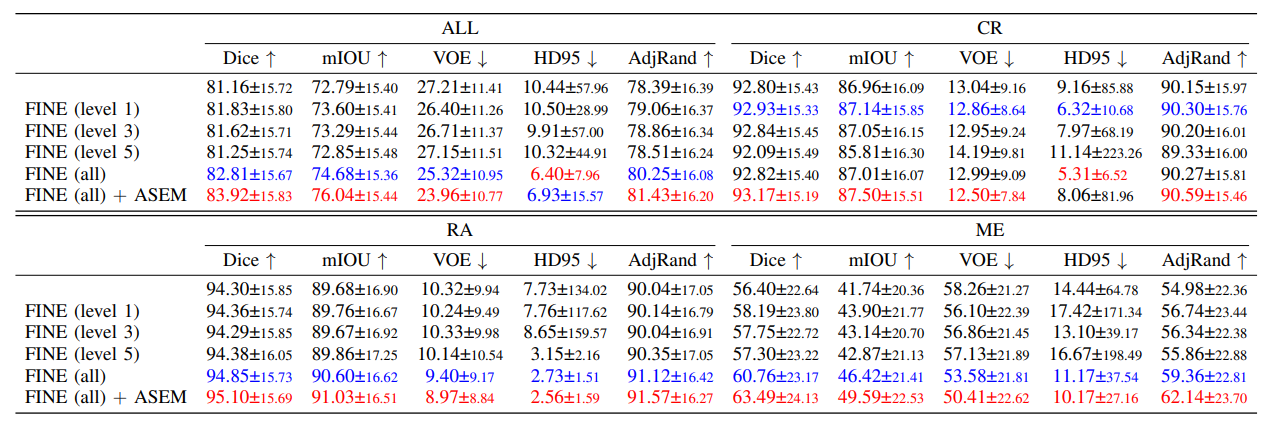 ALL CR
Dice ↑ mIOU ↑ VOE ↓ HD95 ↓ AdjRand ↑ Dice ↑ mIOU ↑ VOE ↓ HD95 ↓ AdjRand ↑
81.16±15.72 72.79±15.40 27.21±11.41 10.44±57.96 78.39±16.39 92.80±15.43 86.96±16.09 13.04±9.16 9.16±85.88 90.15±15.97
FINE (level 1) 81.83±15.80 73.60±15.41 26.40±11.26 10.50±28.99 79.06±16.37 92.93±15.33 87.14±15.85 12.86±8.64 6.32±10.68 90.30±15.76
FINE (level 3) 81.62±15.71 73.29±15.44 26.71±11.37 9.91±57.00 78.86±16.34 92.84±15.45 87.05±16.15 12.95±9.24 7.97±68.19 90.20±16.01
FINE (level 5) 81.25±15.74 72.85±15.48 27.15±11.51 10.32±44.91 78.51±16.24 92.09±15.49 85.81±16.30 14.19±9.81 11.14±223.26 89.33±16.00
FINE (all) 82.81±15.67 74.68±15.36 25.32±10.95 6.40±7.96 80.25±16.08 92.82±15.40 87.01±16.07 12.99±9.09 5.31±6.52 90.27±15.81
FINE (all) + ASEM 83.92±15.83 76.04±15.44 23.96±10.77 6.93±15.57 81.43±16.20 93.17±15.19 87.50±15.51 12.50±7.84 8.06±81.96 90.59±15.46
RA ME
Dice ↑ mIOU ↑ VOE ↓ HD95 ↓ AdjRand ↑ Dice ↑ mIOU ↑ VOE ↓ HD95 ↓ AdjRand ↑
94.30±15.85 89.68±16.90 10.32±9.94 7.73±134.02 90.04±17.05 56.40±22.64 41.74±20.36 58.26±21.27 14.44±64.78 54.98±22.36
FINE (level 1) 94.36±15.74 89.76±16.67 10.24±9.49 7.76±117.62 90.14±16.79 58.19±23.80 43.90±21.77 56.10±22.39 17.42±171.34 56.74±23.44
FINE (level 3) 94.29±15.85 89.67±16.92 10.33±9.98 8.65±159.57 90.04±16.91 57.75±22.72 43.14±20.70 56.86±21.45 13.10±39.17 56.34±22.38
FINE (level 5) 94.38±16.05 89.86±17.25 10.14±10.54 3.15±2.16 90.35±17.05 57.30±23.22 42.87±21.13 57.13±21.89 16.67±198.49 55.86±22.88
FINE (all) 94.85±15.73 90.60±16.62 9.40±9.17 2.73±1.51 91.12±16.42 60.76±23.17 46.42±21.41 53.58±21.81 11.17±37.54 59.36±22.81
FINE (all) + ASEM 95.10±15.69 91.03±16.51 8.97±8.84 2.56±1.59 91.57±16.27 63.49±24.13 49.59±22.53 50.41±22.62 10.17±27.16 62.14±23.70